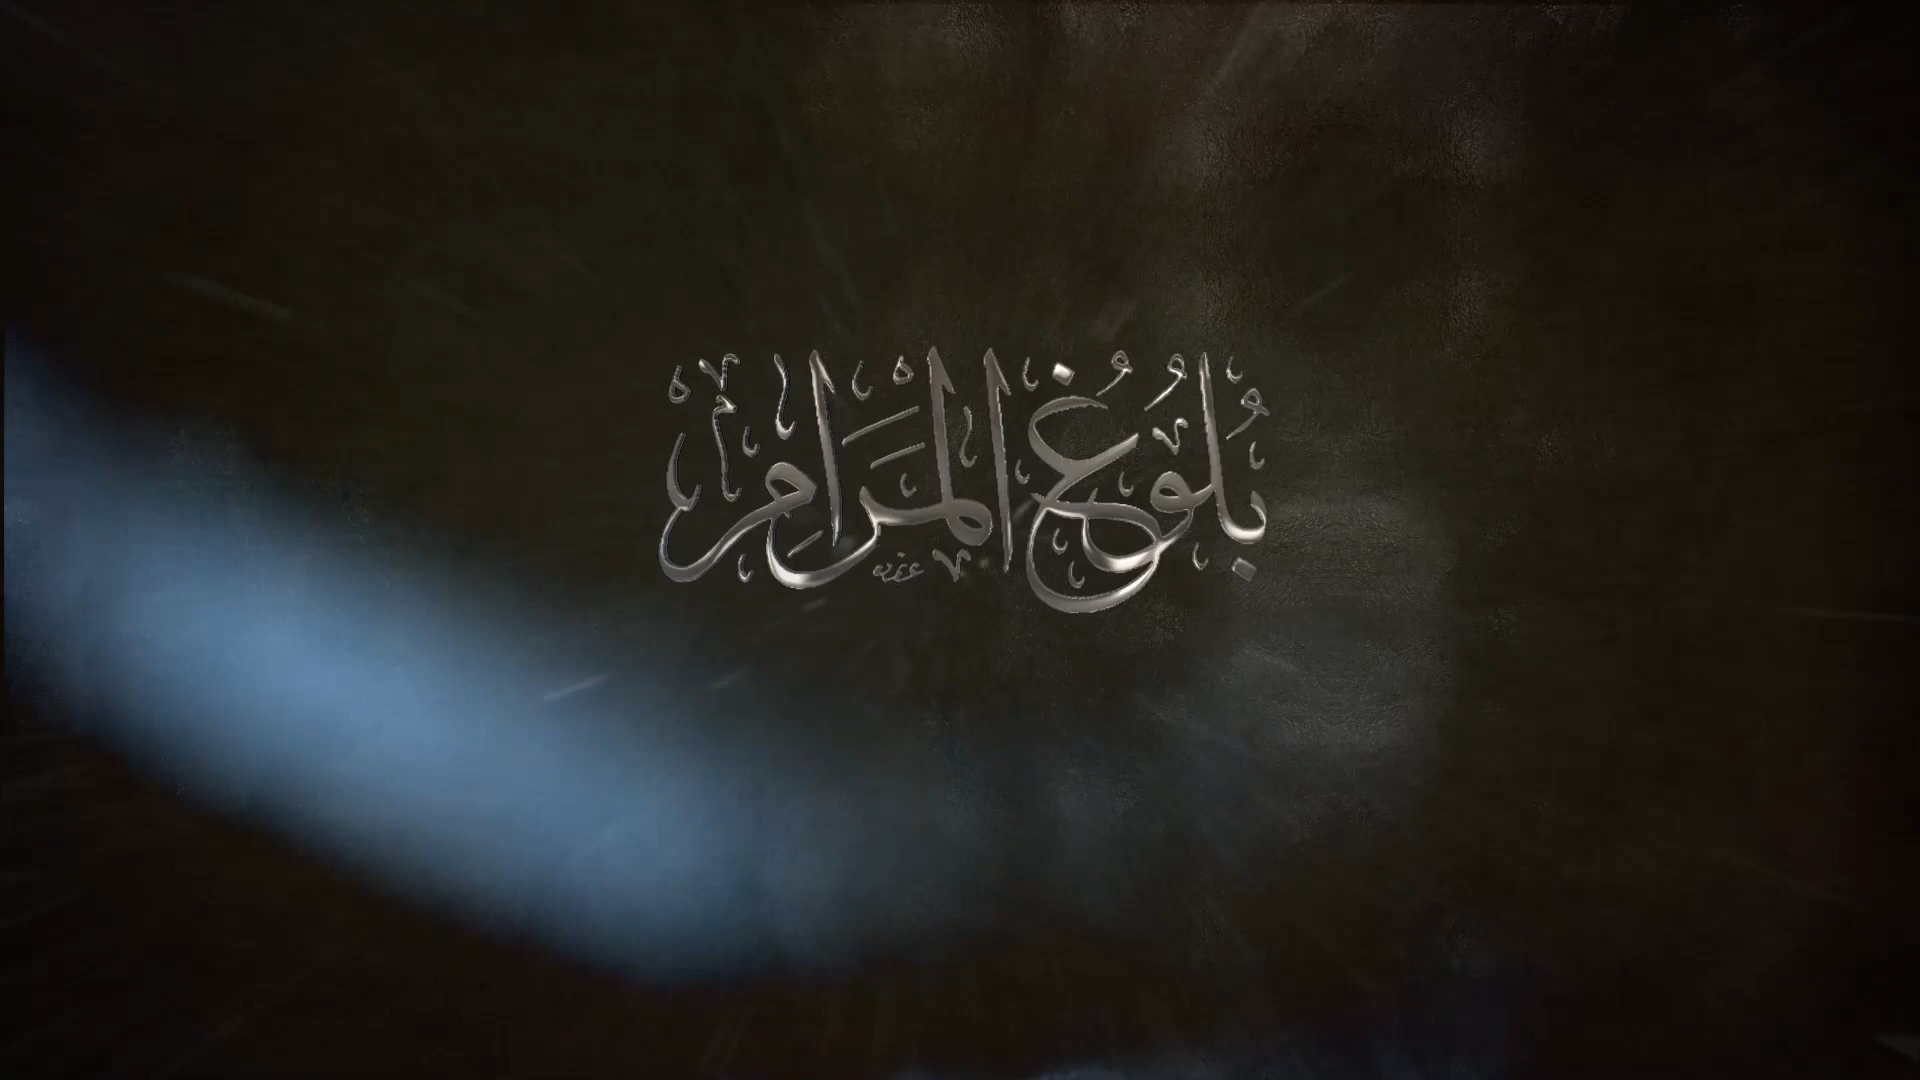 بُلُوغُ المَرَامِ